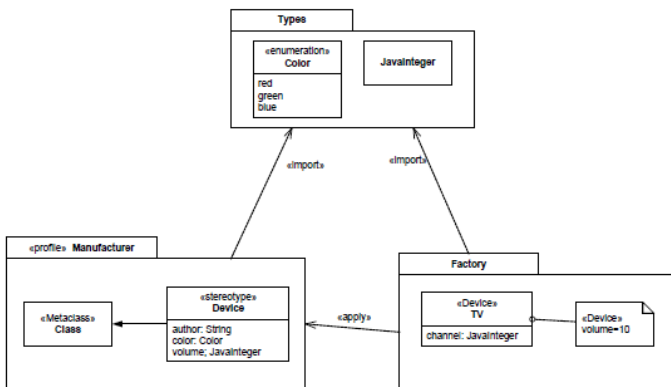 Types
«enumeration»
Color
red
green
blue
JavaInteger
«import»
«import»
«profile» Manufacturer
«Metaclass»
Class
«stereotype»
Device
author: String
color: Color
volume; JavaInteger
«apply»
Factory
«Device»
TV
channel: JavaInteger
«Device»
volume=10